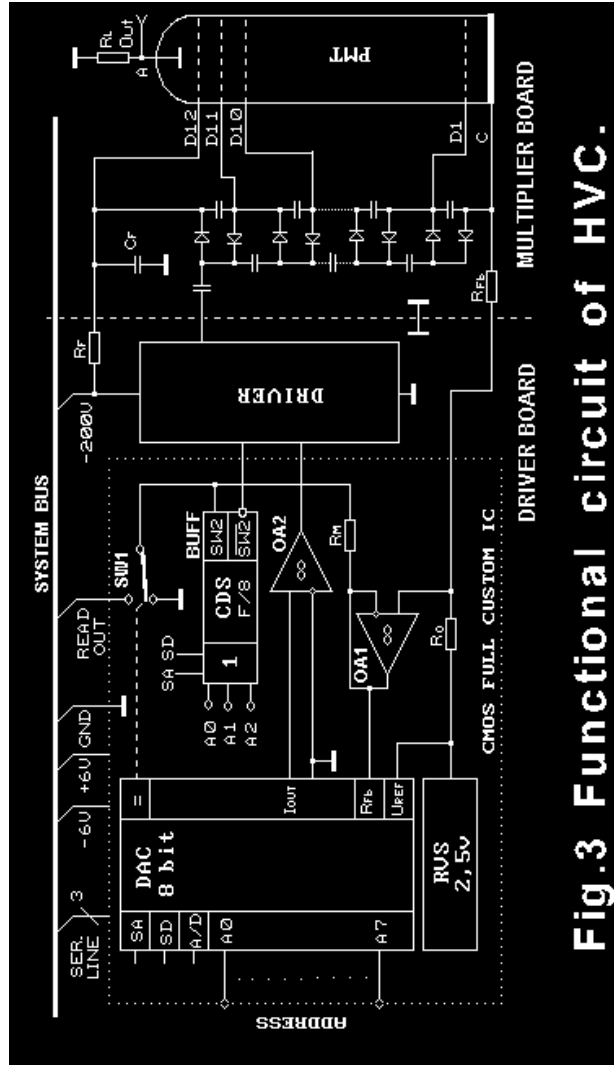 SYSTEM BUS
SER.
LINE
3
-6V
+6V
GND
READ
OUT
-200V
RF
CF
RL
Out
A
D12
D11
D10
D1
C
PMT
SW1
SA
SD
A/D
A0
A7
DAC
8 bit
=
IOUT
RFb
UREF
A0
A1
A2
SA
SD
1
CDS
F/8
BUFF
SW2
SW2
OA2
∞
DRIVER
RM
OA1
∞
R0
RFb
RVS
2,5v
ADDRESS
CMOS FULL CUSTOM IC
DRIVER BOARD
MULTIPLIER BOARD
Fig.3 Functional circuit of HVC.